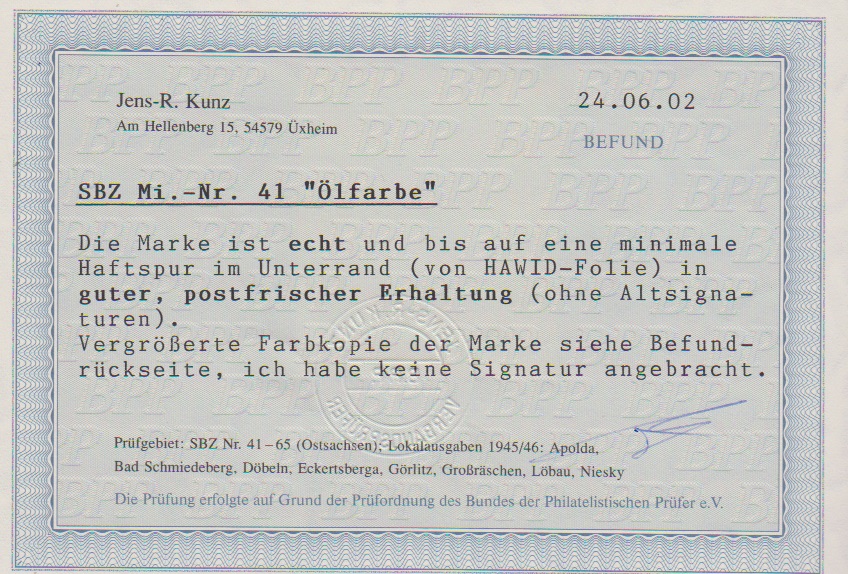 Jens-R. Kunz
24.06.02
Am Hellenberg 15, 54579 Üxheim
BEFUND
SBZ Mi.-Nr. 41 "Ölfarbe"
Die Marke ist echt und bis auf eine minimale
Haftspur im Unterrand (von HAWID-Folie) in
guter, postfrischer Erhaltung (ohne Altsigna-
turen).
Vergrößerte Farbkopie der Marke siehe Befund-
rückseite, ich habe keine Signatur angebracht.
Prüfgebiet: SBZ Nr. 41–65 (Ostsachsen); Lokalausgaben 1945/46: Apolda,
Bad Schmiedeberg, Döbeln, Eckertsberga, Görlitz, Großräschen, Löbau, Niesky
Die Prüfung erfolgte auf Grund der Prüfordnung des Bundes der Philatelistischen Prüfer e.V.